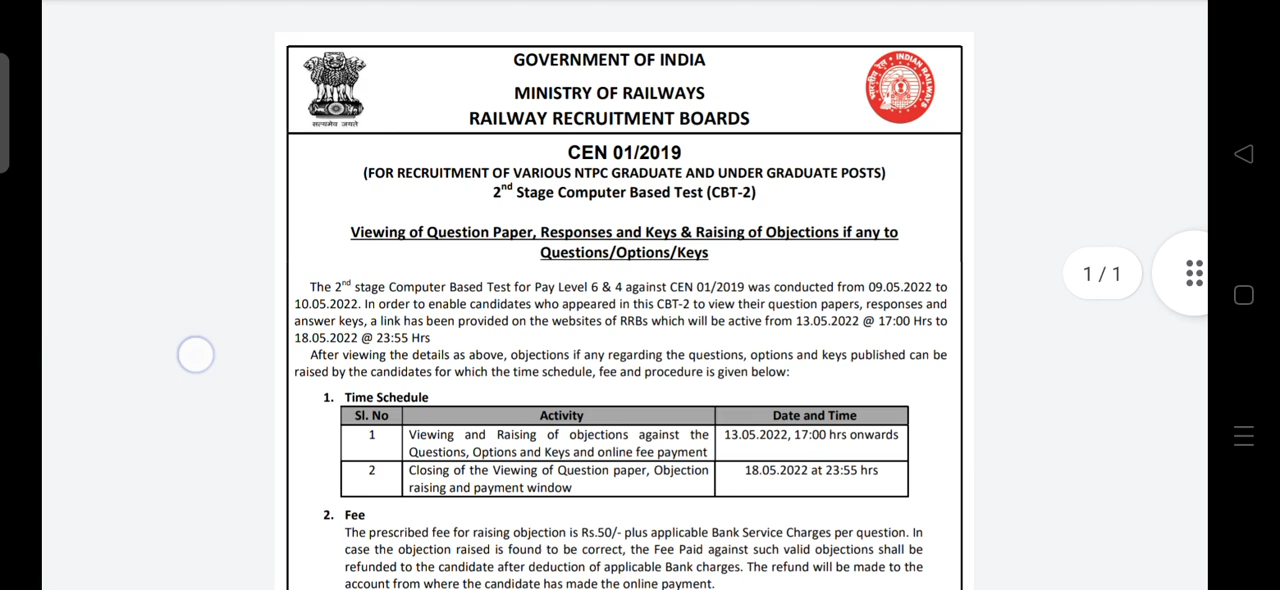 GOVERNMENT OF INDIA
MINISTRY OF RAILWAYS
RAILWAY RECRUITMENT BOARDS
सत्यमेव जयते
भारतीय रेल • INDIAN RAILWAYS
CEN 01/2019
(FOR RECRUITMENT OF VARIOUS NTPC GRADUATE AND UNDER GRADUATE POSTS)
2nd Stage Computer Based Test (CBT-2)
Viewing of Question Paper, Responses and Keys & Raising of Objections if any to
Questions/Options/Keys
The 2nd stage Computer Based Test for Pay Level 6 & 4 against CEN 01/2019 was conducted from 09.05.2022 to
10.05.2022. In order to enable candidates who appeared in this CBT-2 to view their question papers, responses and
answer keys, a link has been provided on the websites of RRBs which will be active from 13.05.2022 @ 17:00 Hrs to
18.05.2022 @ 23:55 Hrs
After viewing the details as above, objections if any regarding the questions, options and keys published can be
raised by the candidates for which the time schedule, fee and procedure is given below:
1. Time Schedule
Sl. No Activity Date and Time
1 Viewing and Raising of objections against the 13.05.2022, 17:00 hrs onwards
Questions, Options and Keys and online fee payment
2 Closing of the Viewing of Question paper, Objection 18.05.2022 at 23:55 hrs
raising and payment window
2. Fee
The prescribed fee for raising objection is Rs.50/- plus applicable Bank Service Charges per question. In
case the objection raised is found to be correct, the Fee Paid against such valid objections shall be
refunded to the candidate after deduction of applicable Bank charges. The refund will be made to the
account from where the candidate has made the online payment.
1 / 1